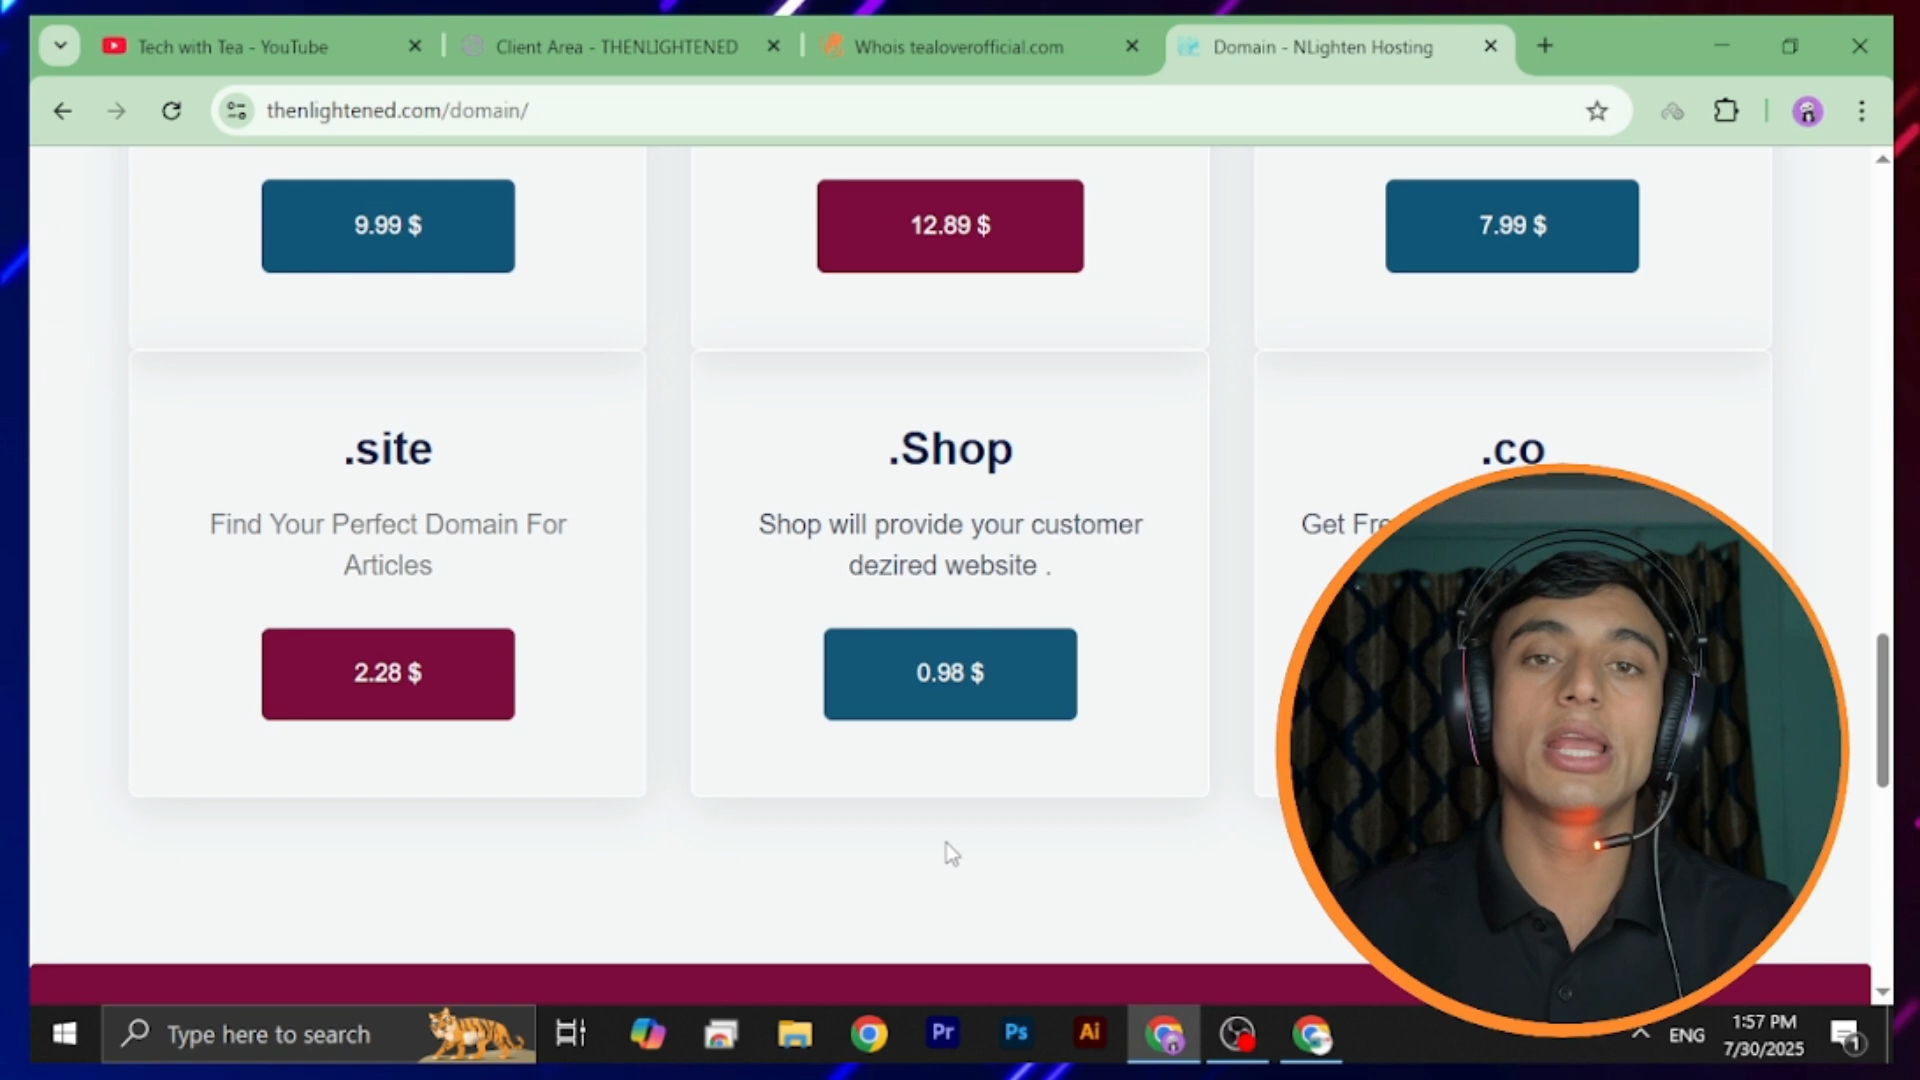 Tech with Tea - YouTube
Client Area - THENLIGHTENED
Whois tealoverofficial.com
Domain - NLighten Hosting
thenlightened.com/domain/
9.99 $
12.89 $
7.99 $
.site
.Shop
.co
Find Your Perfect Domain For
Articles
Shop will provide your customer
dezired website .
Get Fre
2.28 $
0.98 $
Type here to search
Pr
Ps
Ai
ENG
1:57 PM
7/30/2025
1